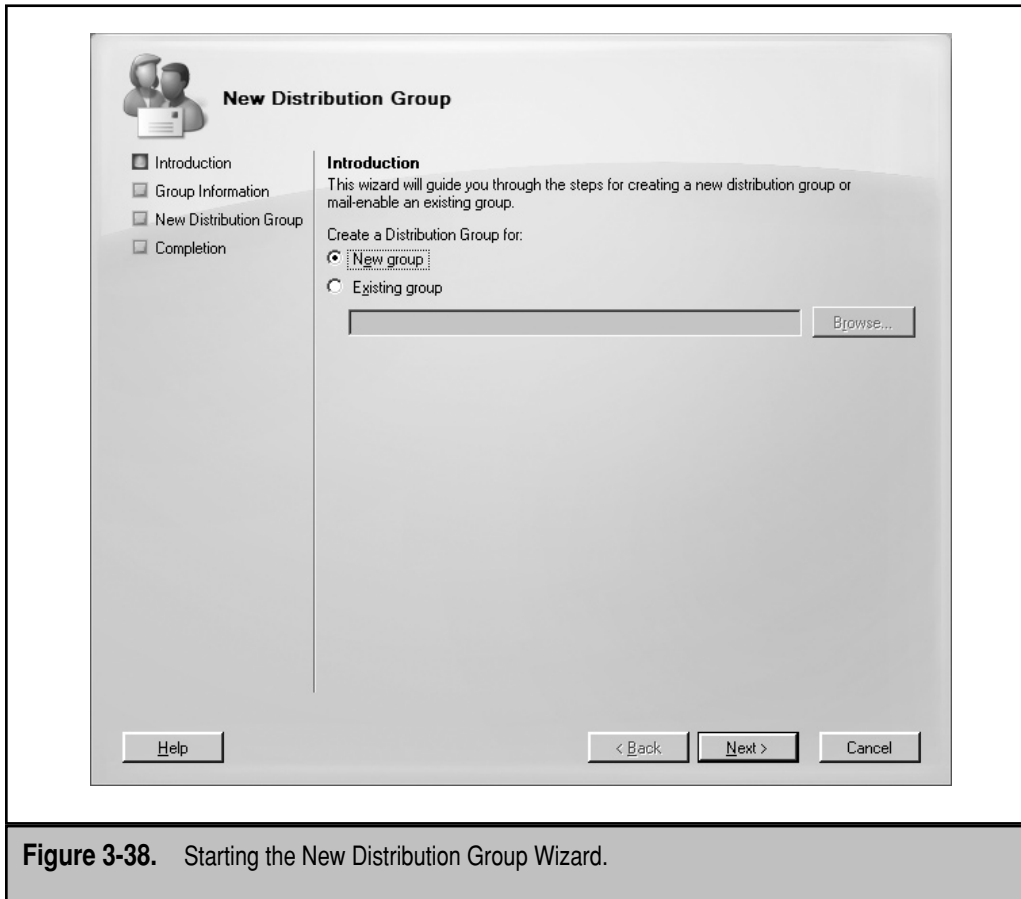 New Distribution Group
Introduction
Group Information
New Distribution Group
Completion
Introduction
This wizard will guide you through the steps for creating a new distribution group or
mail-enable an existing group.
Create a Distribution Group for:
New group
Existing group
Browse...
Help
< Back
Next >
Cancel
Figure 3-38. Starting the New Distribution Group Wizard.